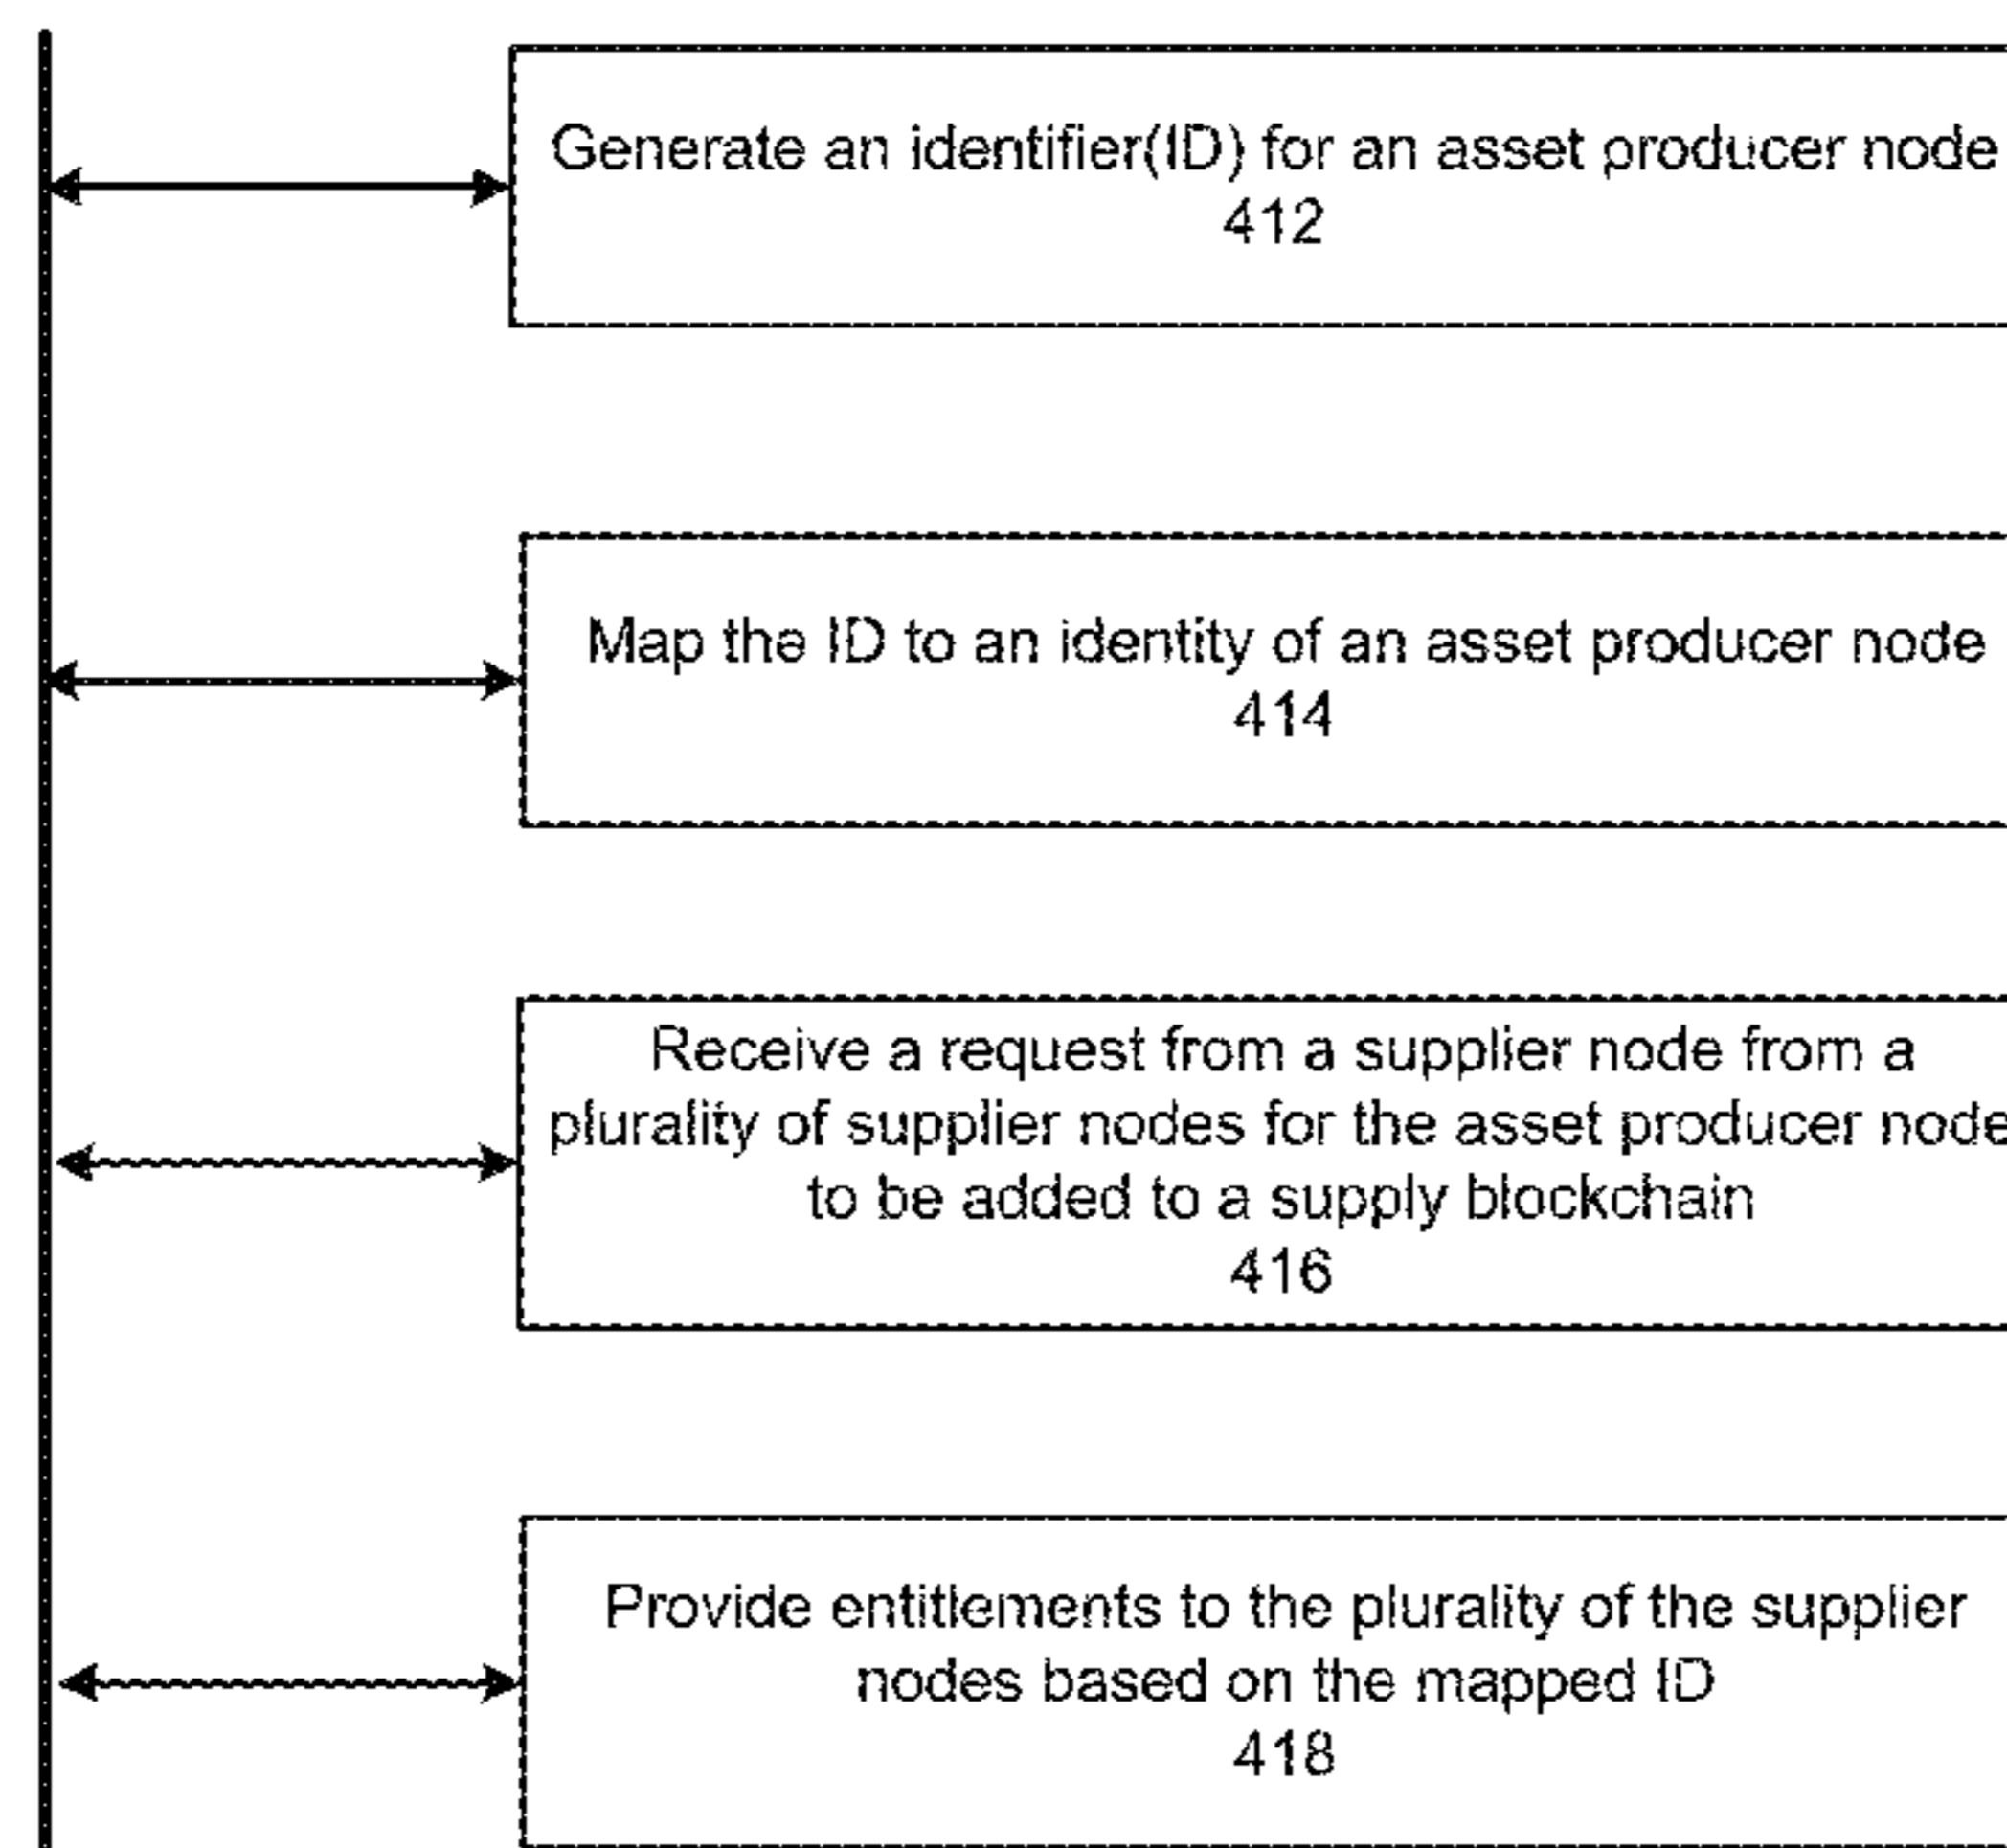 Generate an identifier(ID) for an asset producer node
412
Map the ID to an identity of an asset producer node
414
Receive a request from a supplier node from a
plurality of supplier nodes for the asset producer node
to be added to a supply blockchain
416
Provide entitlements to the plurality of the supplier
nodes based on the mapped ID
418